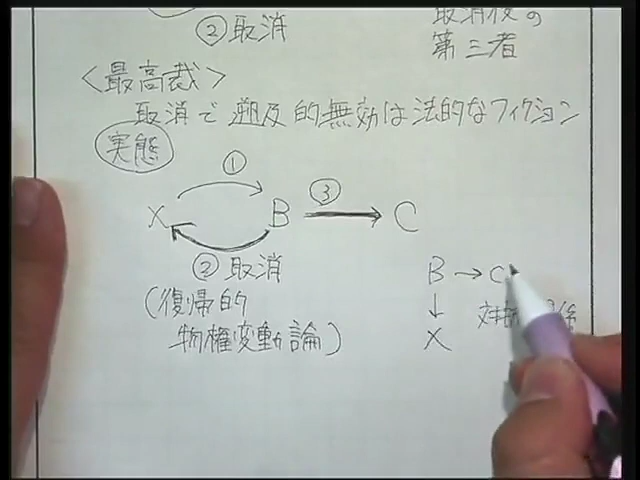 ②取消
取消後の
第三者
<最高裁>
取消で遡及的無効は法的なフィクション
実態
①
X B ③ C
②取消
(復帰的
物権変動論)
B→C
↓
X